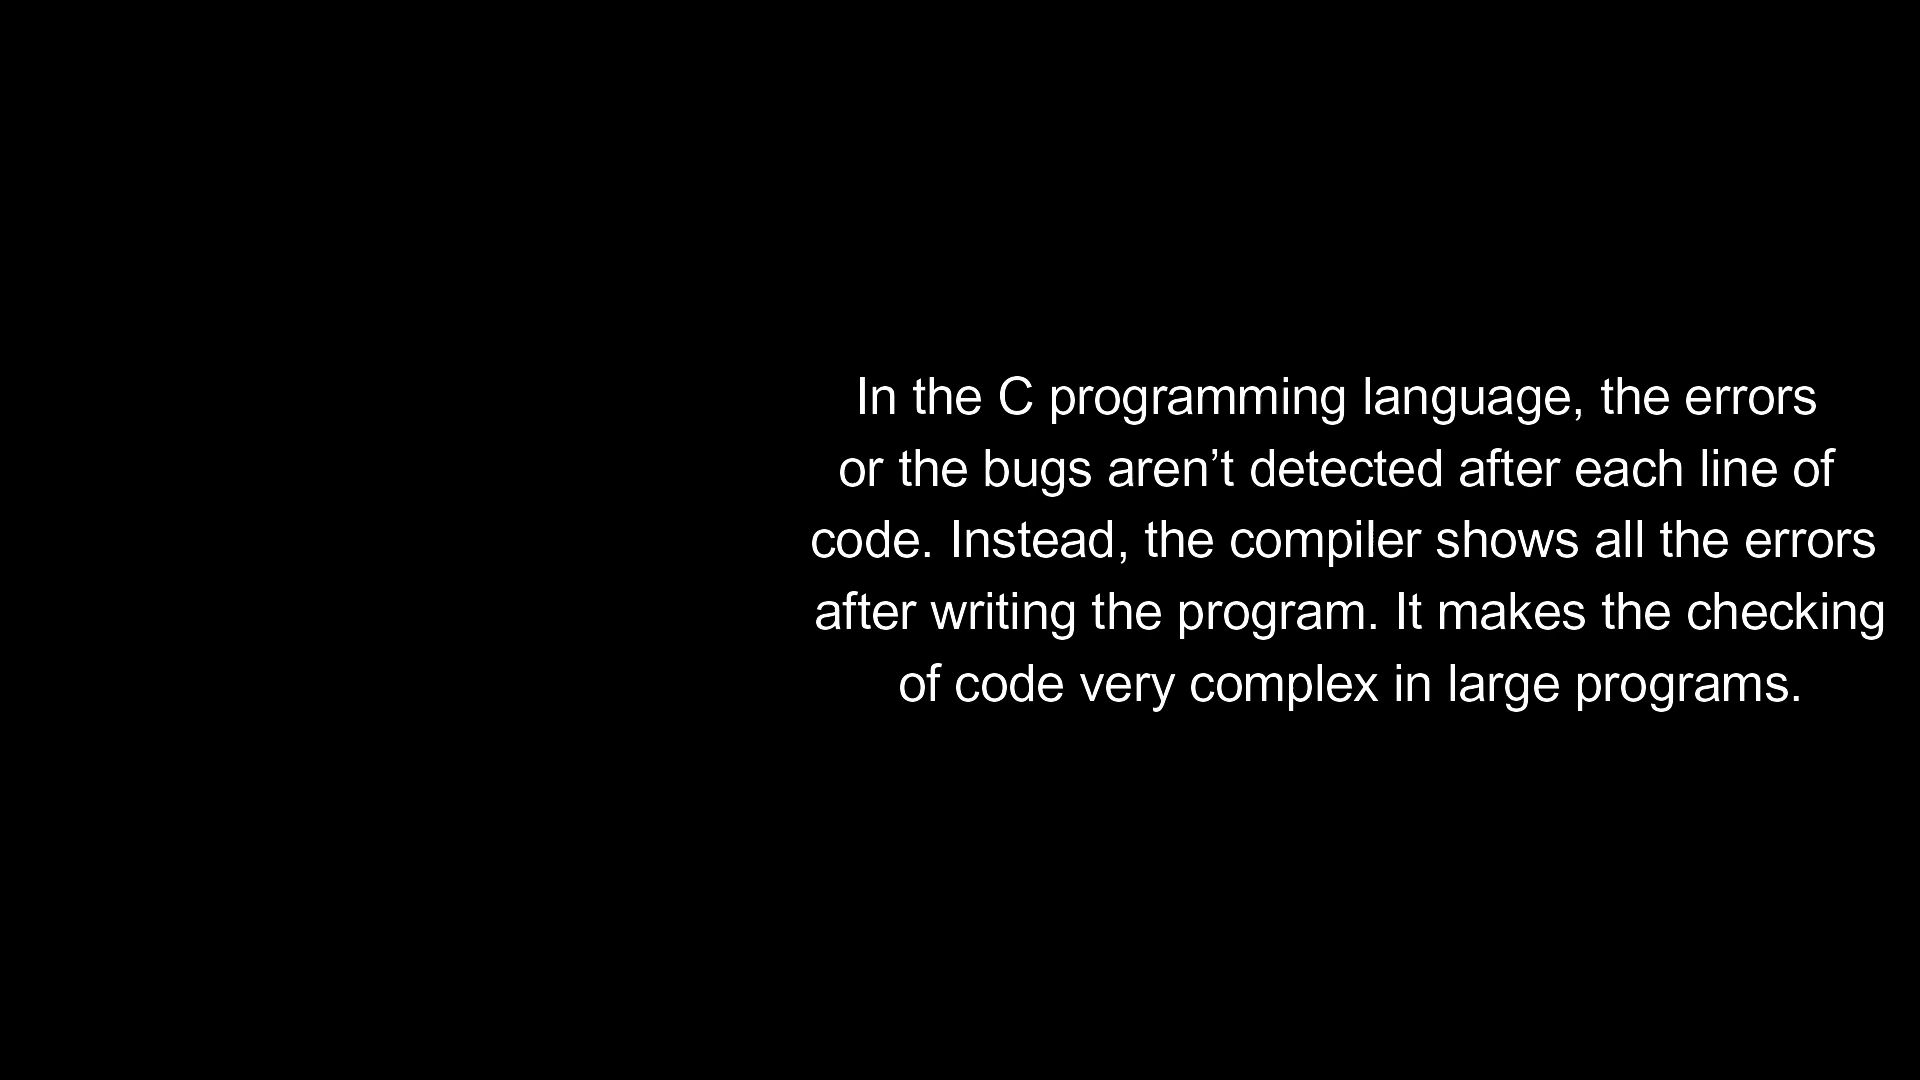 In the C programming language, the errors
or the bugs aren’t detected after each line of
code. Instead, the compiler shows all the errors
after writing the program. It makes the checking
of code very complex in large programs.